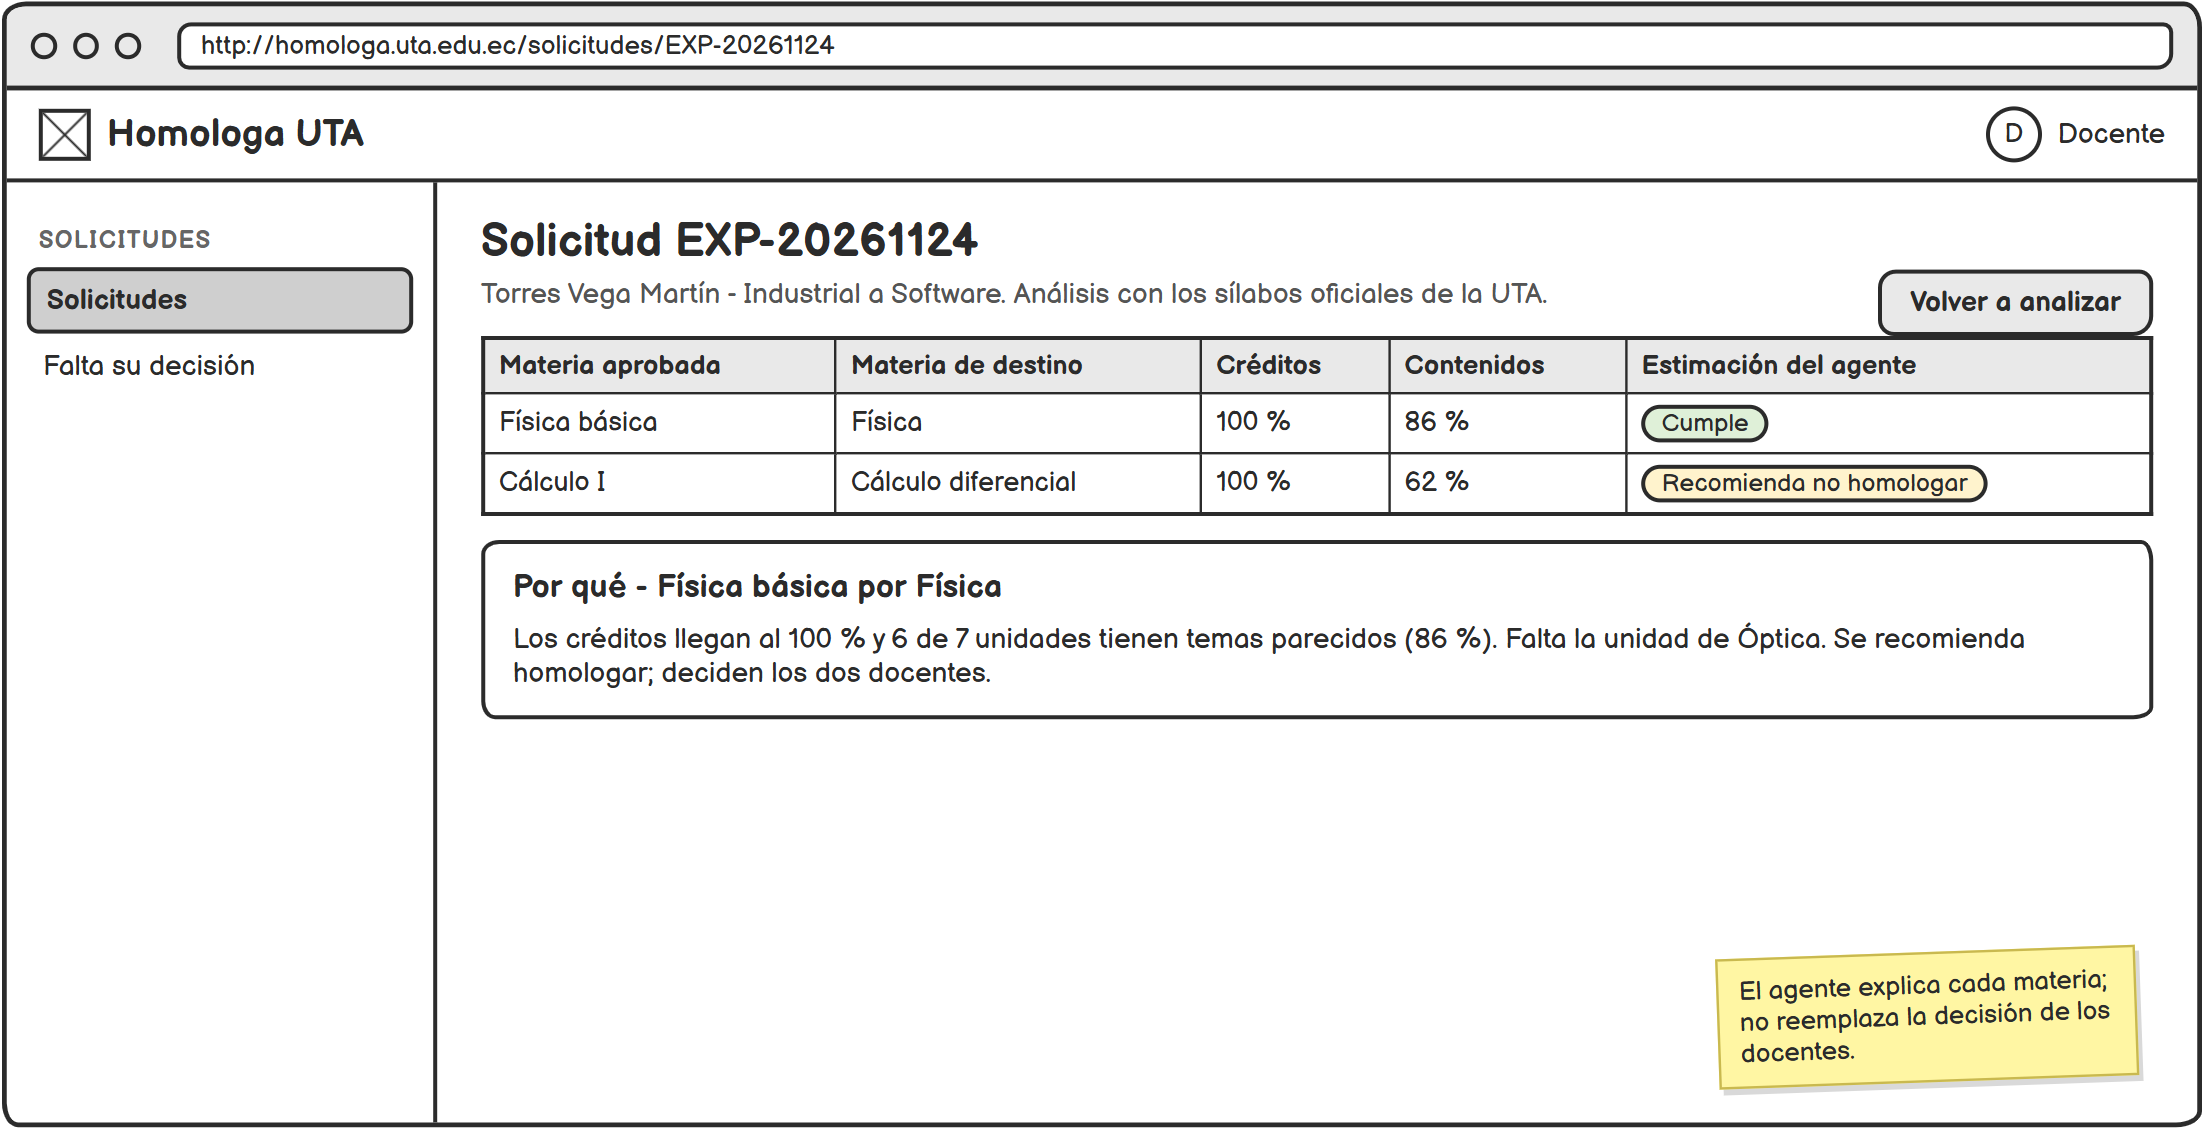 http://homologa.uta.edu.ec/solicitudes/EXP-20261124
Homologa UTA
D Docente
SOLICITUDES
Solicitudes
Falta su decisión
Solicitud EXP-20261124
Torres Vega Martín - Industrial a Software. Análisis con los sílabos oficiales de la UTA.
Volver a analizar
Materia aprobada Materia de destino Créditos Contenidos Estimación del agente
Física básica Física 100 % 86 % Cumple
Cálculo I Cálculo diferencial 100 % 62 % Recomienda no homologar
Por qué - Física básica por Física
Los créditos llegan al 100 % y 6 de 7 unidades tienen temas parecidos (86 %). Falta la unidad de Óptica. Se recomienda
homologar; deciden los dos docentes.
El agente explica cada materia;
no reemplaza la decisión de los
docentes.